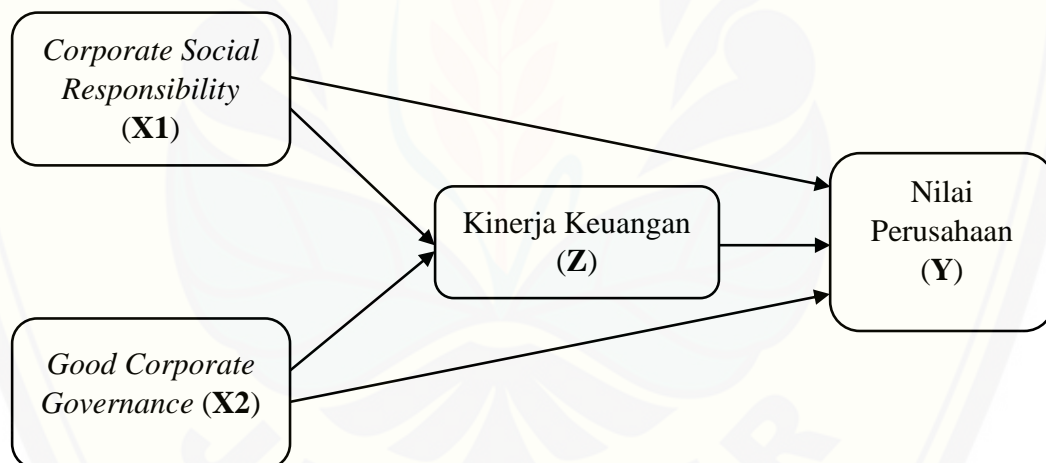 Corporate Social
Responsibility
(X1)
Nilai
Perusahaan
(Y)
Kinerja Keuangan
(Z)
Good Corporate
Governance (X2)